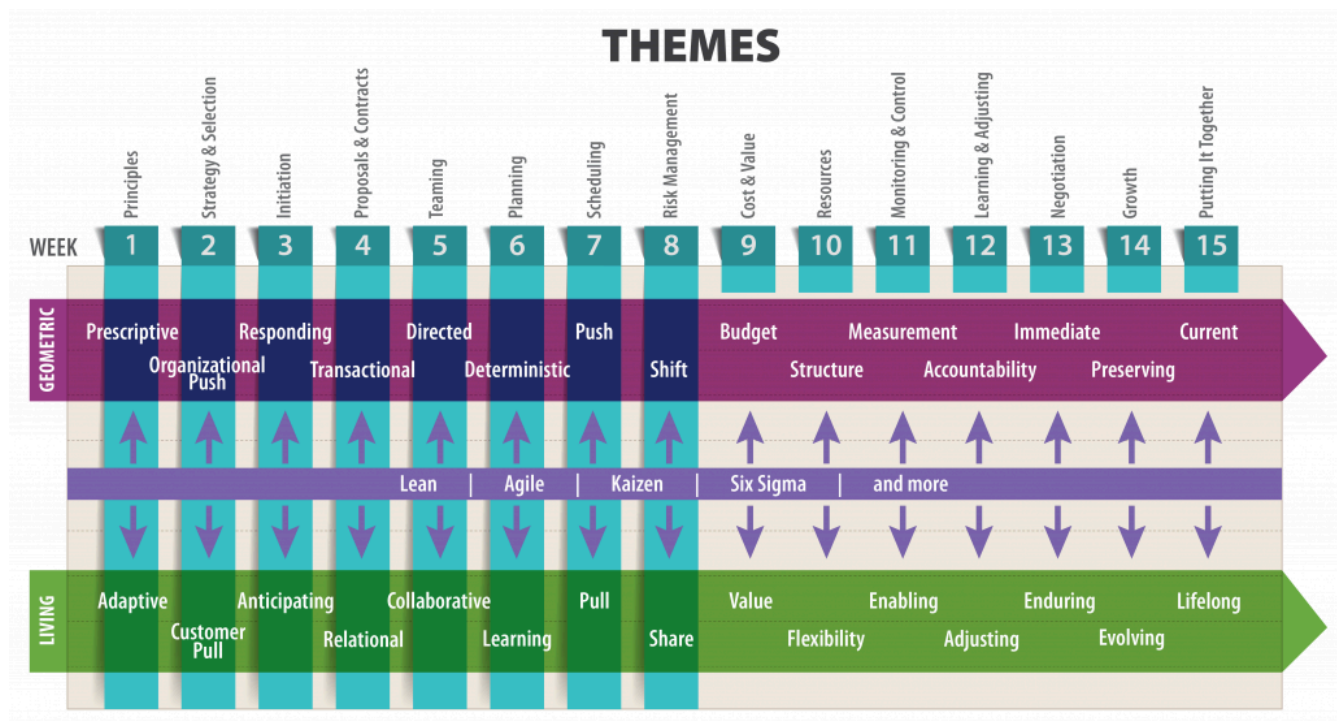 THEMES
Principles
Strategy & Selection
Initiation
Proposals & Contracts
Teaming
Planning
Scheduling
Risk Management
Cost & Value
Resources
Monitoring & Control
Learning & Adjusting
Negotiation
Growth
Putting It Together
WEEK 1 2 3 4 5 6 7 8 9 10 11 12 13 14 15
GEOMETRIC
Prescriptive Responding Directed Push Budget Measurement Immediate Current
Organizational
Push
Transactional Deterministic Shift Structure Accountability Preserving
Lean | Agile | Kaizen | Six Sigma | and more
LIVING
Adaptive Anticipating Collaborative Pull Value Enabling Enduring Lifelong
Customer
Pull
Relational Learning Share Flexibility Adjusting Evolving